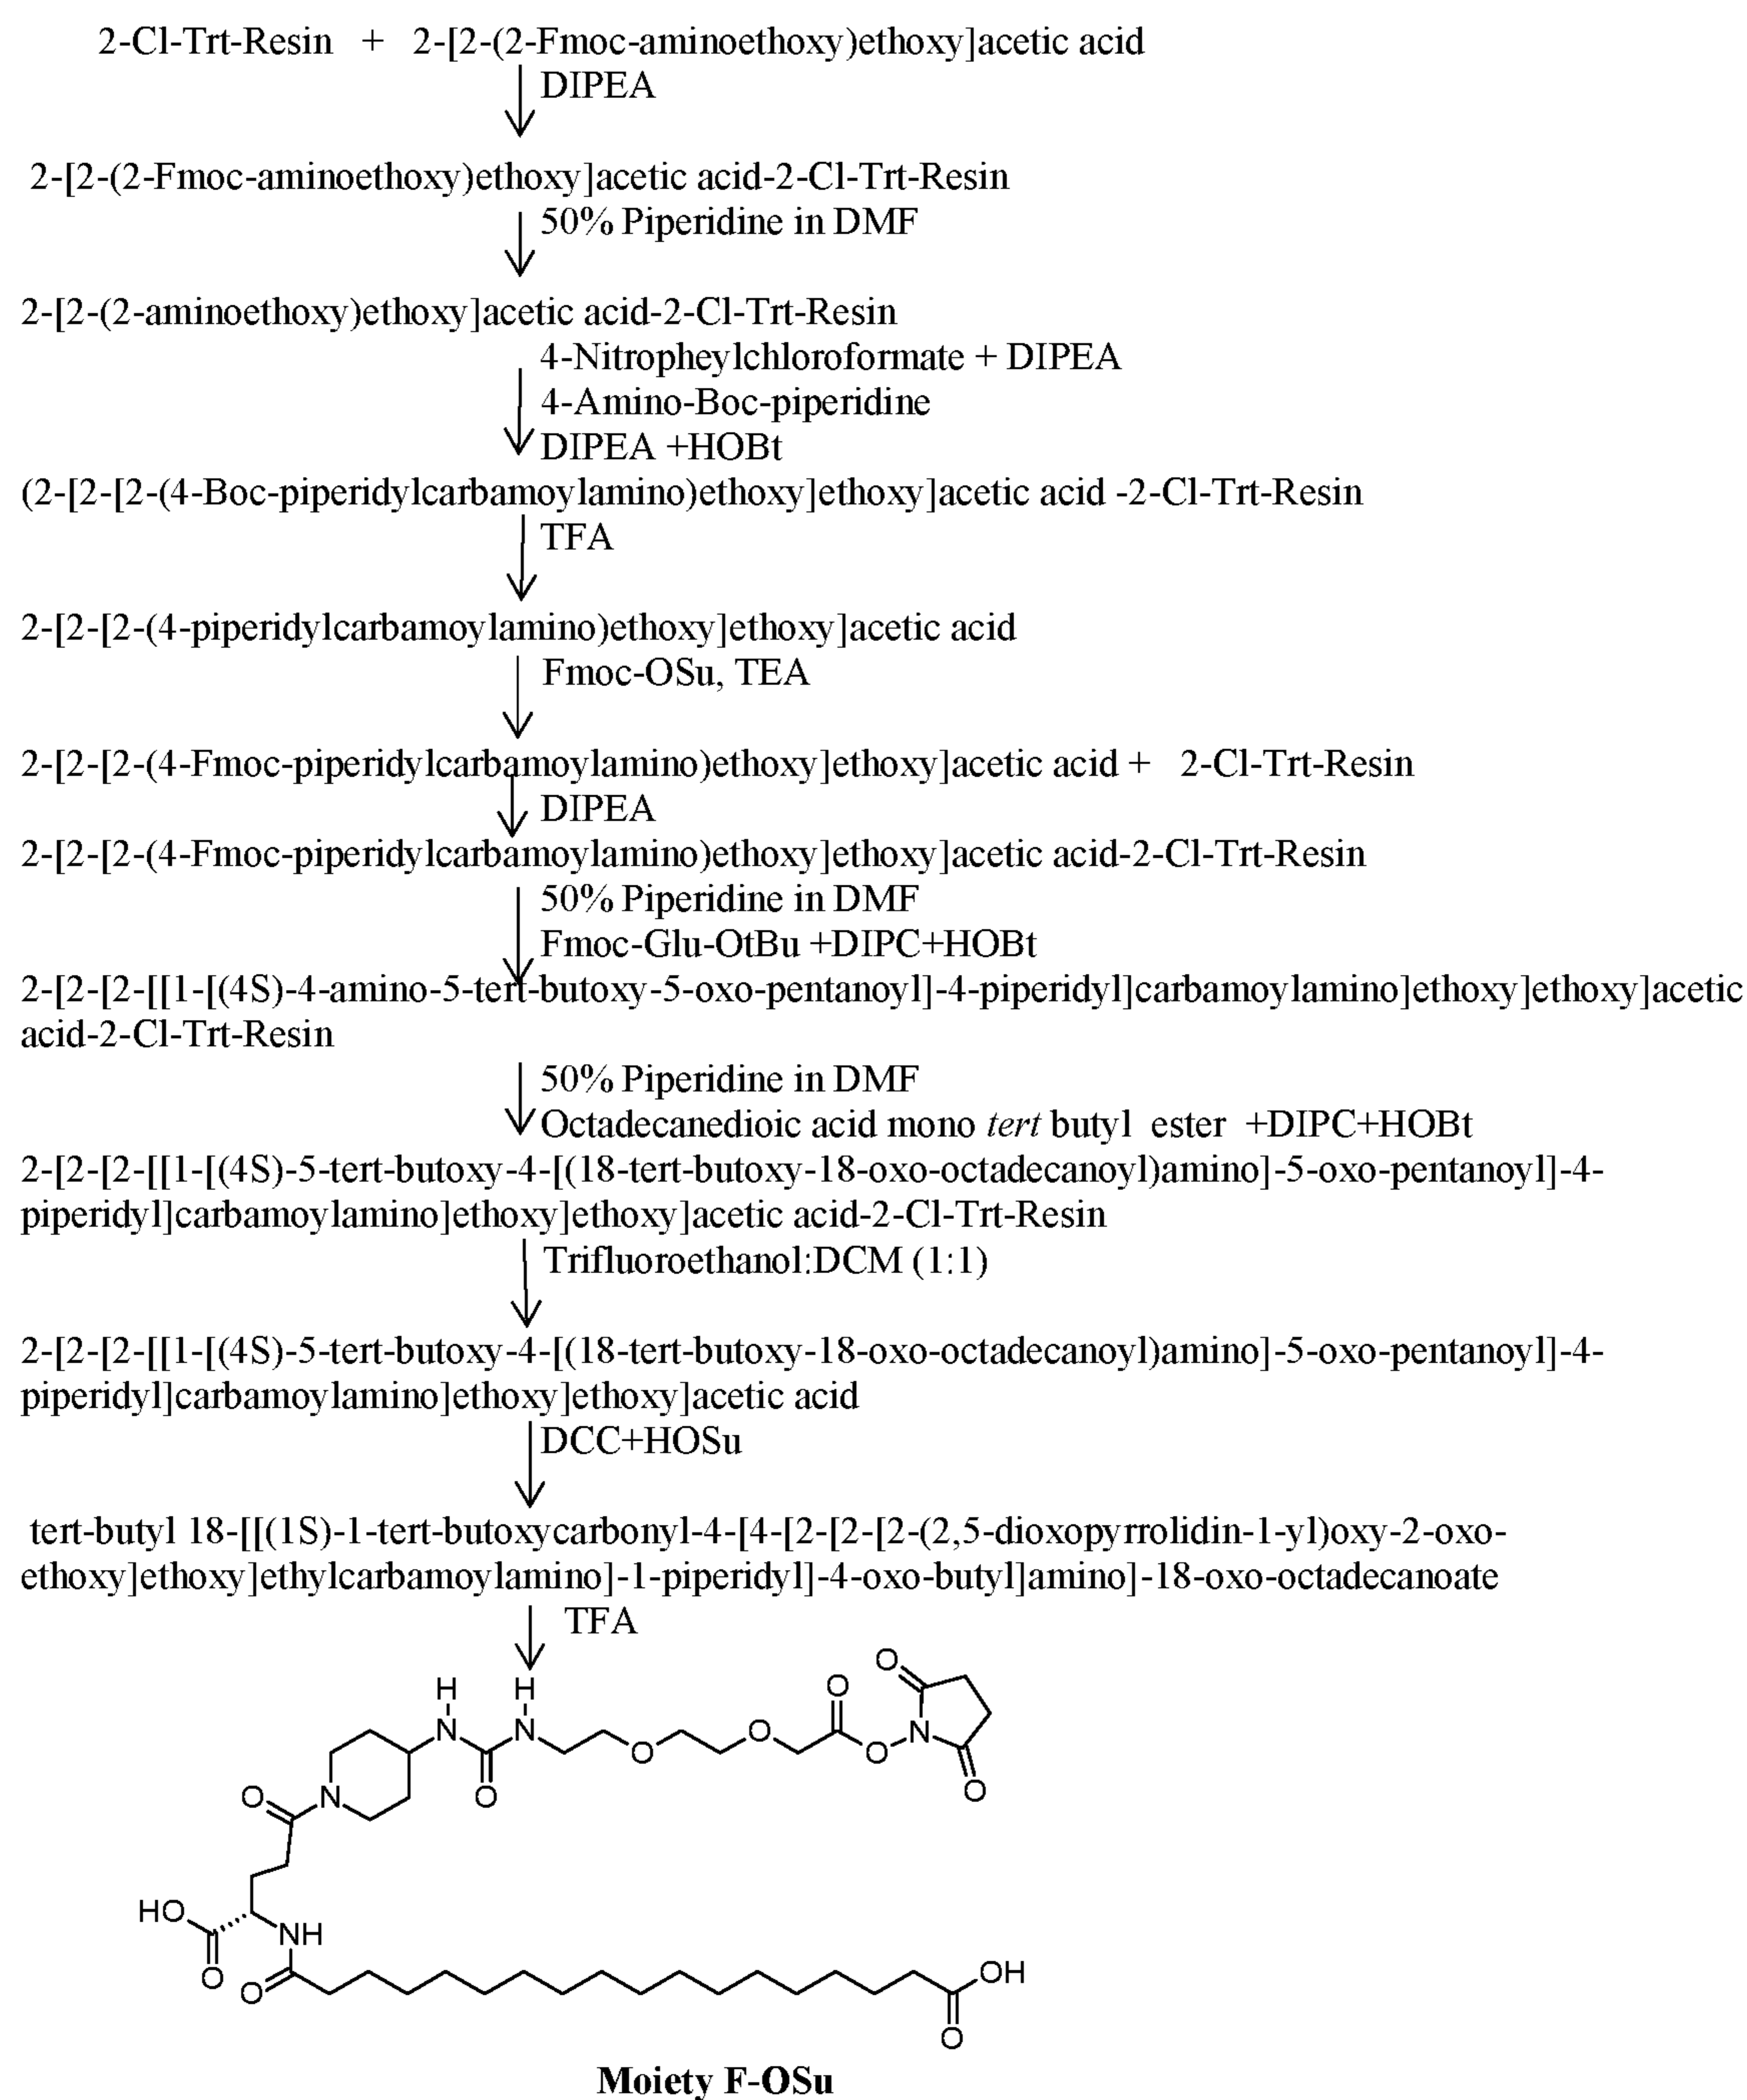 2-Cl-Trt-Resin + 2-[2-(2-Fmoc-aminoethoxy)ethoxy]acetic acid
DIPEA
2-[2-(2-Fmoc-aminoethoxy)ethoxy]acetic acid-2-Cl-Trt-Resin
50% Piperidine in DMF
2-[2-(2-aminoethoxy)ethoxy]acetic acid-2-Cl-Trt-Resin
4-Nitropheylchloroformate + DIPEA
4-Amino-Boc-piperidine
DIPEA +HOBt
(2-[2-[2-(4-Boc-piperidylcarbamoylamino)ethoxy]ethoxy]acetic acid -2-Cl-Trt-Resin
TFA
2-[2-[2-(4-piperidylcarbamoylamino)ethoxy]ethoxy]acetic acid
Fmoc-OSu, TEA
2-[2-[2-(4-Fmoc-piperidylcarbamoylamino)ethoxy]ethoxy]acetic acid + 2-Cl-Trt-Resin
DIPEA
2-[2-[2-(4-Fmoc-piperidylcarbamoylamino)ethoxy]ethoxy]acetic acid-2-Cl-Trt-Resin
50% Piperidine in DMF
Fmoc-Glu-OtBu +DIPC+HOBt
2-[2-[2-[[1-[(4S)-4-amino-5-tert-butoxy-5-oxo-pentanoyl]-4-piperidyl]carbamoylamino]ethoxy]ethoxy]acetic
acid-2-Cl-Trt-Resin
50% Piperidine in DMF
Octadecanedioic acid mono tert butyl ester +DIPC+HOBt
2-[2-[2-[[1-[(4S)-5-tert-butoxy-4-[(18-tert-butoxy-18-oxo-octadecanoyl)amino]-5-oxo-pentanoyl]-4-
piperidyl]carbamoylamino]ethoxy]ethoxy]acetic acid-2-Cl-Trt-Resin
Trifluoroethanol:DCM (1:1)
2-[2-[2-[[1-[(4S)-5-tert-butoxy-4-[(18-tert-butoxy-18-oxo-octadecanoyl)amino]-5-oxo-pentanoyl]-4-
piperidyl]carbamoylamino]ethoxy]ethoxy]acetic acid
DCC+HOSu
tert-butyl 18-[[(1S)-1-tert-butoxycarbonyl-4-[4-[2-[2-[2-(2,5-dioxopyrrolidin-1-yl)oxy-2-oxo-
ethoxy]ethoxy]ethylcarbamoylamino]-1-piperidyl]-4-oxo-butyl]amino]-18-oxo-octadecanoate
TFA
O
H H O
N N O N
O O
O N O O
HO
NH
O O OH
O
Moiety F-OSu